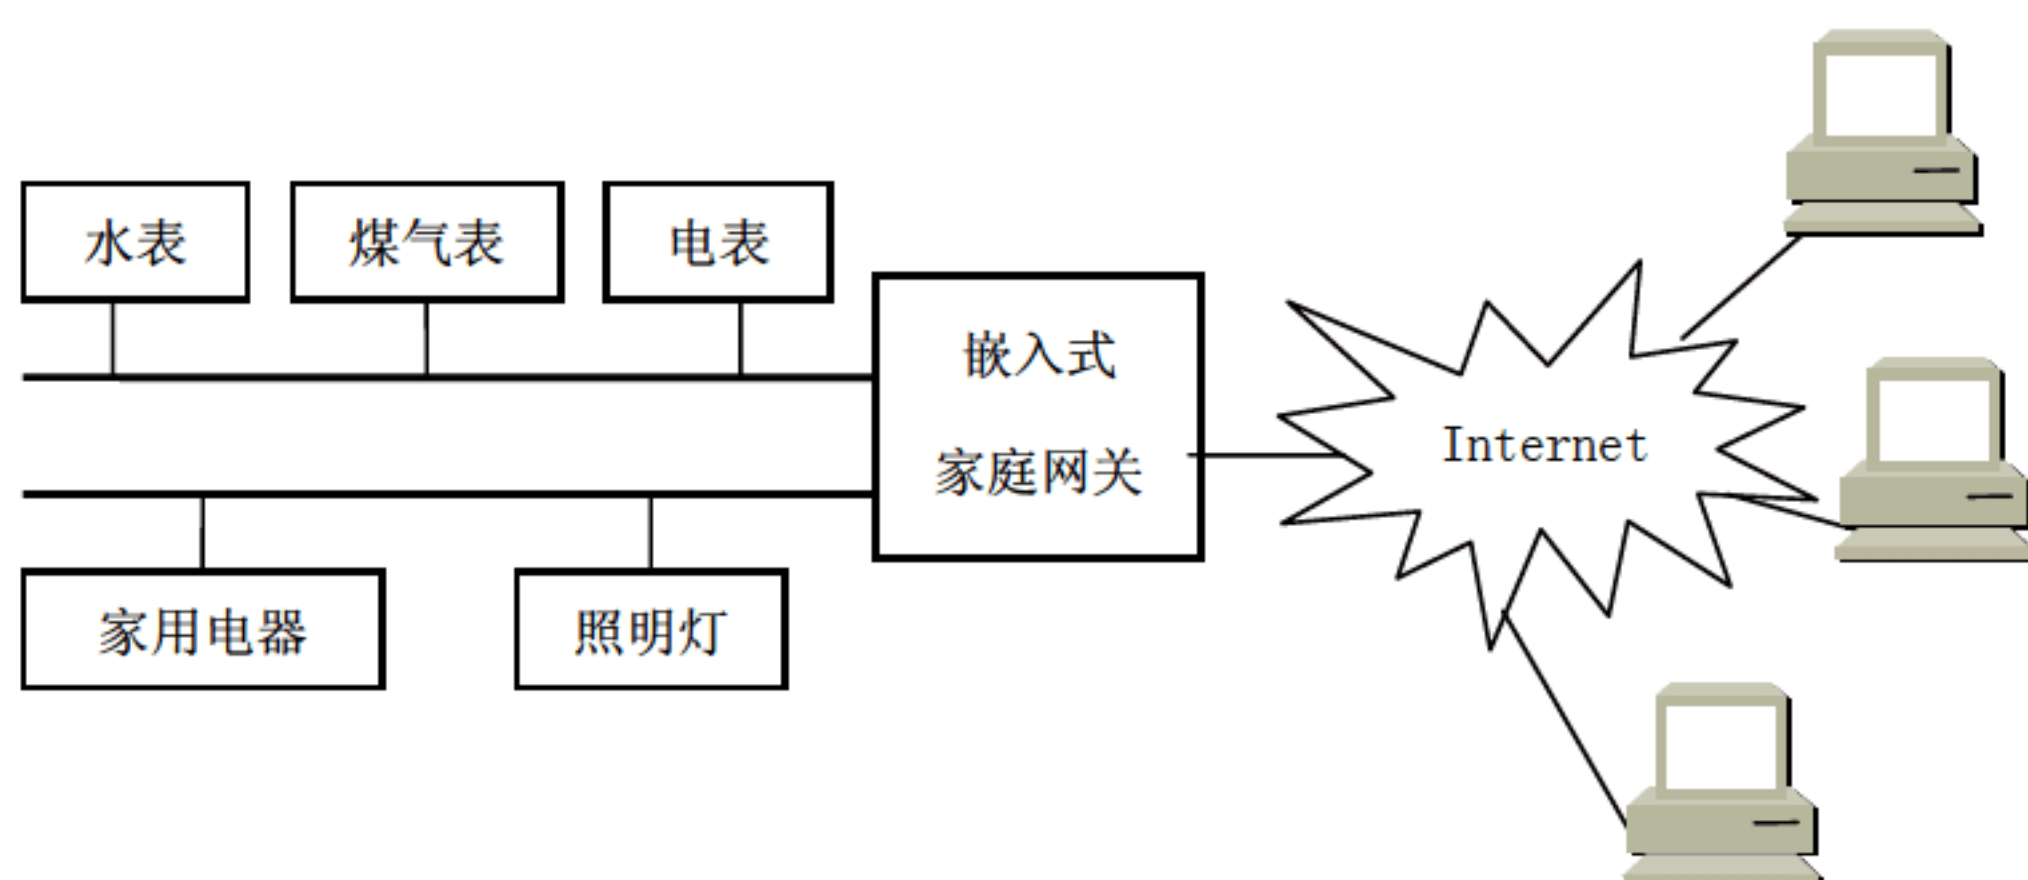 水表
煤气表
电表
嵌入式
家庭网关
Internet
家用电器
照明灯